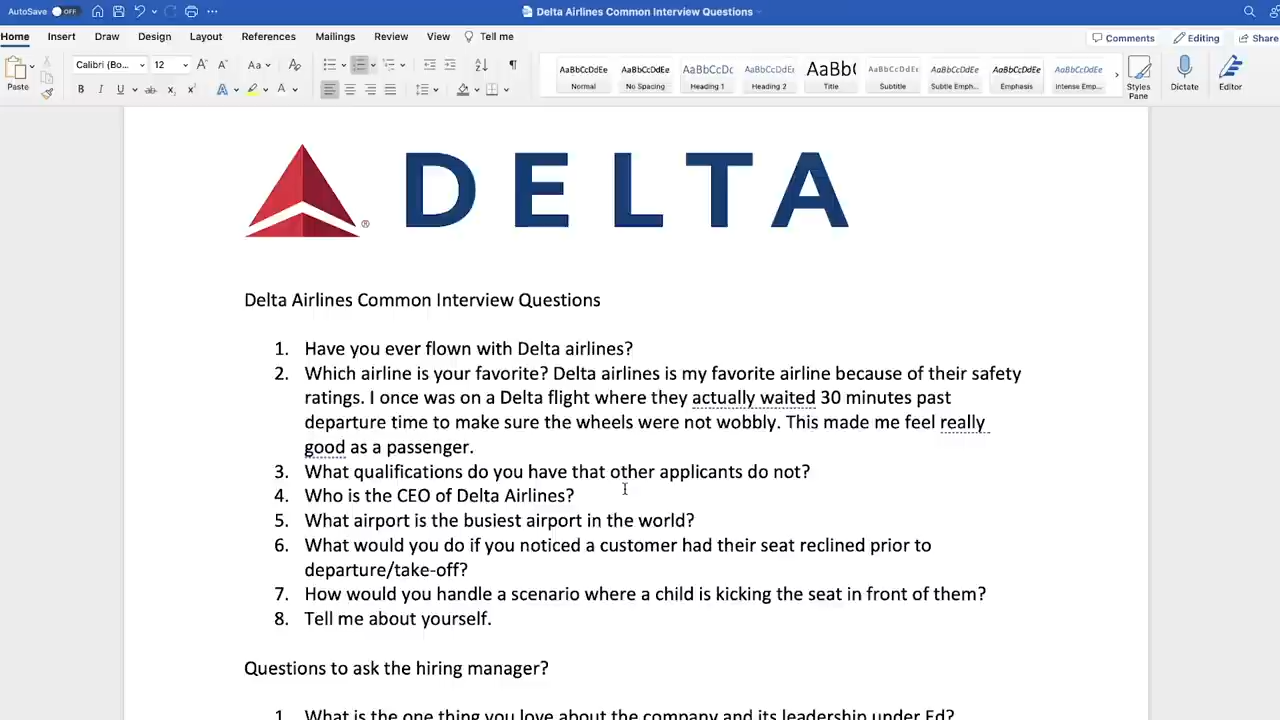 AutoSave OFF
Delta Airlines Common Interview Questions
Home Insert Draw Design Layout References Mailings Review View Tell me
Comments Editing Share
Paste
Calibri (Bo... 12
AaBbCcDdEe AaBbCcDdEe AaBbCcDc AaBbCcDdEe AaBb( AaBbCcDdEe AaBbCcDdEe AaBbCcDdEe AaBbCcDdEe
Normal No Spacing Heading 1 Heading 2 Title Subtitle Subtle Emph... Emphasis Intense Emp...
Styles Pane Dictate Editor
DELTA®
Delta Airlines Common Interview Questions
1. Have you ever flown with Delta airlines?
2. Which airline is your favorite? Delta airlines is my favorite airline because of their safety
ratings. I once was on a Delta flight where they actually waited 30 minutes past
departure time to make sure the wheels were not wobbly. This made me feel really
good as a passenger.
3. What qualifications do you have that other applicants do not?
4. Who is the CEO of Delta Airlines?
5. What airport is the busiest airport in the world?
6. What would you do if you noticed a customer had their seat reclined prior to
departure/take-off?
7. How would you handle a scenario where a child is kicking the seat in front of them?
8. Tell me about yourself.
Questions to ask the hiring manager?
1. What is the one thing you love about the company and its leadership under Ed?